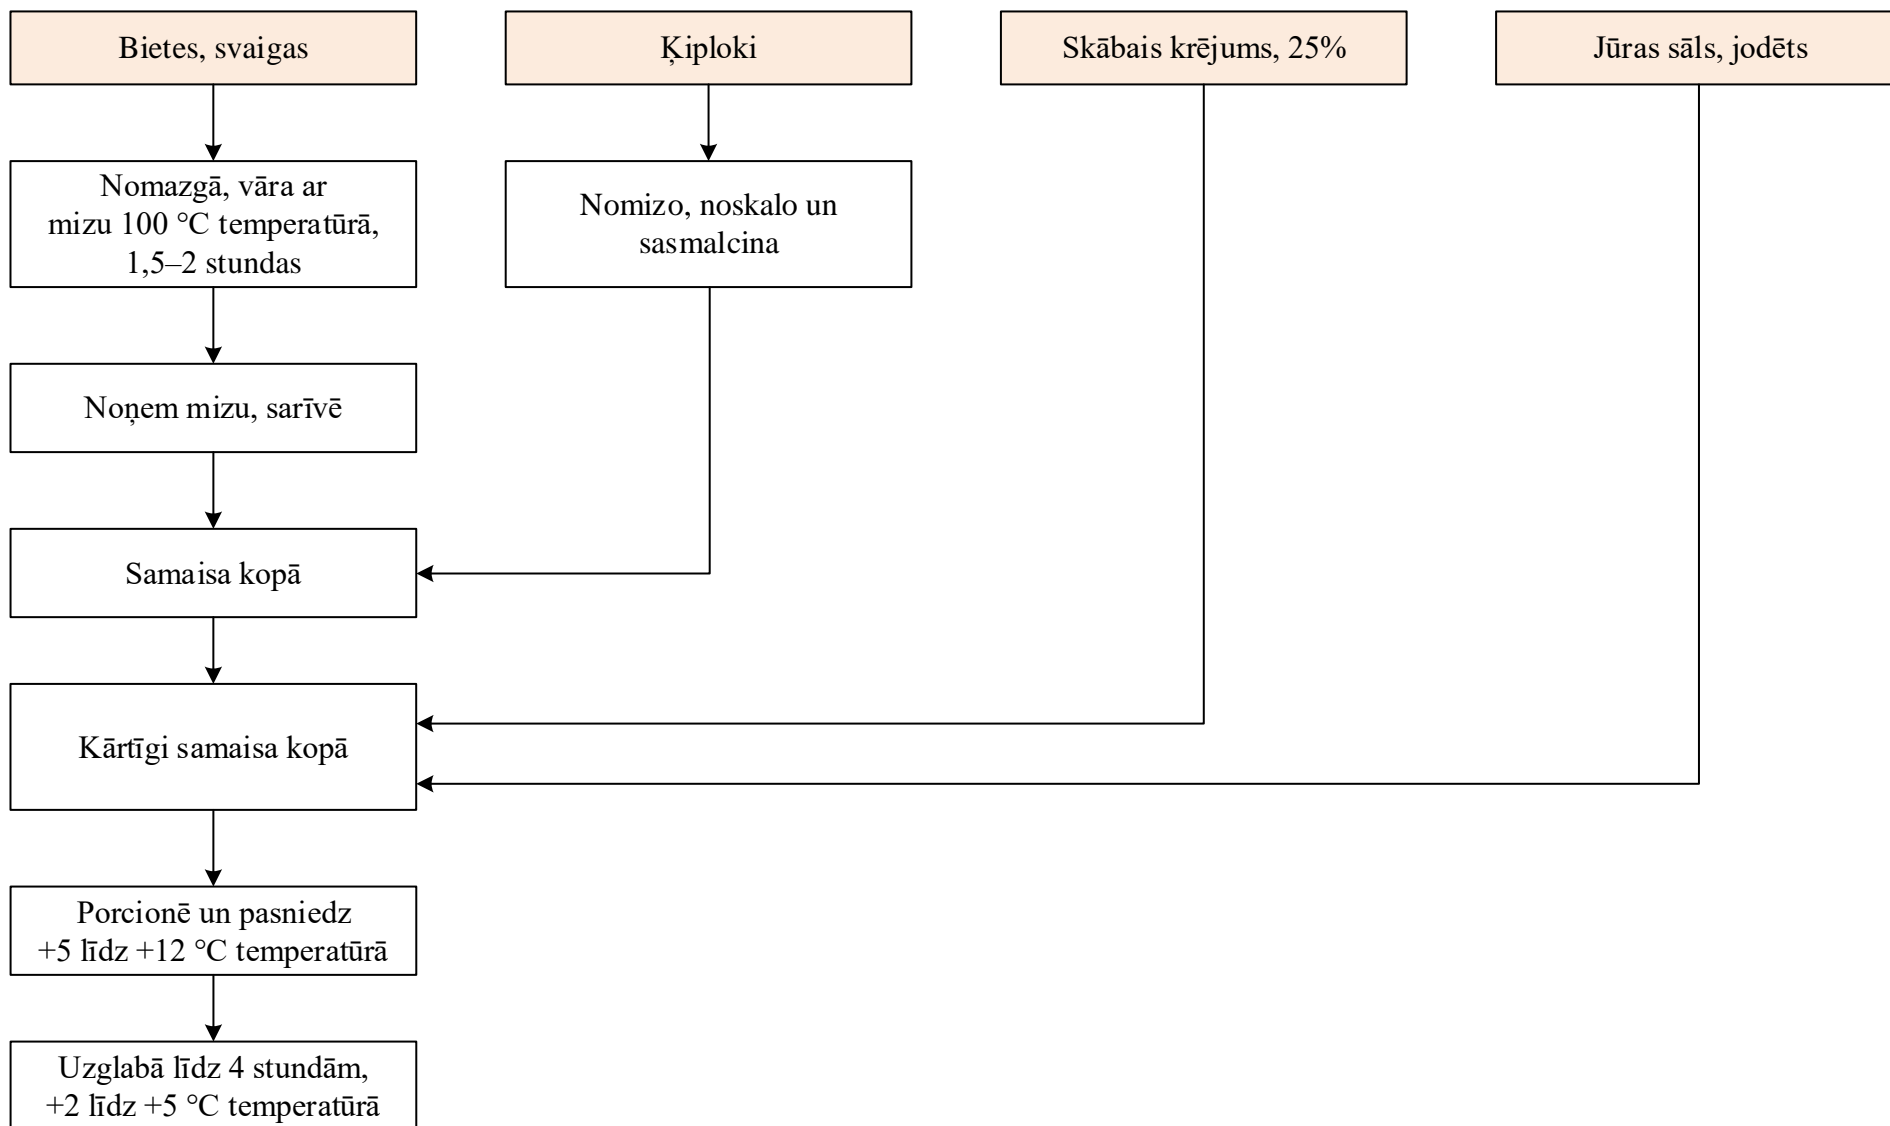 Bietes, svaigas
Ķiploki
Skābais krējums, 25%
Jūras sāls, jodēts
Nomazgā, vāra ar
mizu 100 °C temperatūrā,
1,5–2 stundas
Nomizo, noskalo un
sasmalcina
Noņem mizu, sarīvē
Samaisa kopā
Kārtīgi samaisa kopā
Porcionē un pasniedz
+5 līdz +12 °C temperatūrā
Uzglabā līdz 4 stundām,
+2 līdz +5 °C temperatūrā